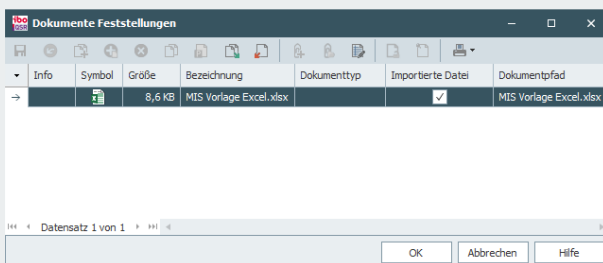 ibo QSR Dokumente Feststellungen
Info Symbol Größe Bezeichnung Dokumenttyp Importierte Datei Dokumentpfad
8,6 KB MIS Vorlage Excel.xlsx MIS Vorlage Excel.xlsx
Datensatz 1 von 1
OK Abbrechen Hilfe